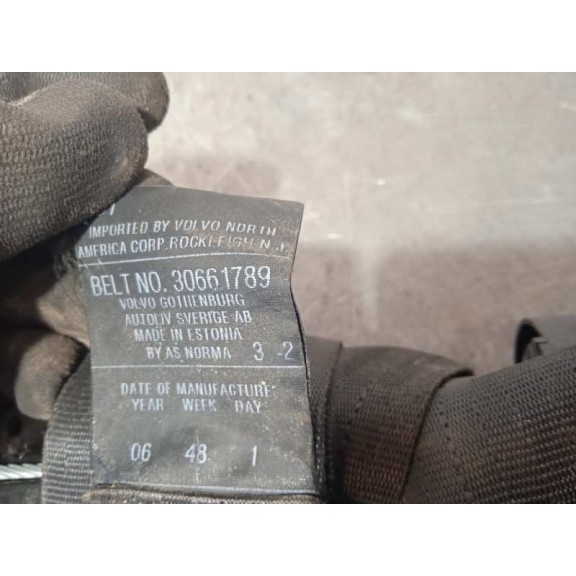 IMPORTED BY VOLVO NORTH
AMERICA CORP. ROCKLEIGH N.J.
BELT NO. 30661789
VOLVO GOTHENBURG
AUTOLIV SVERIGE AB
MADE IN ESTONIA
BY AS NORMA 3 -2
DATE OF MANUFACTURE
YEAR WEEK DAY
06 48 1